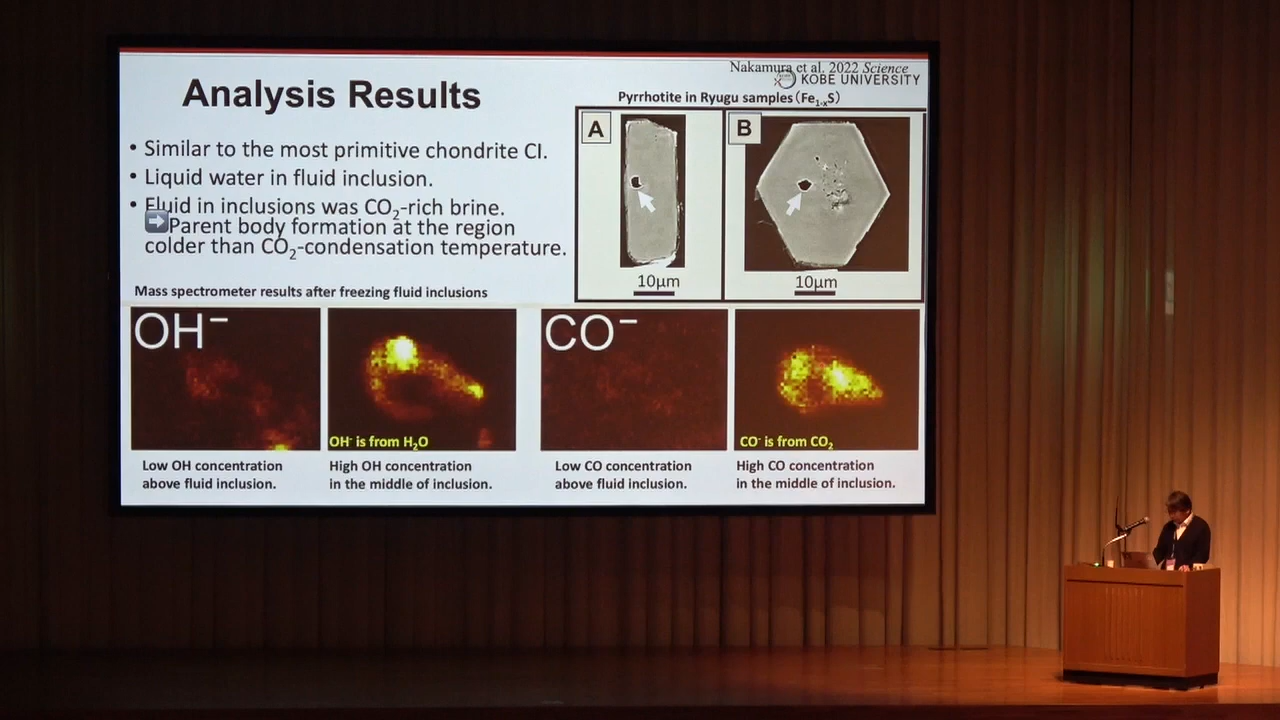 Nakamura et al. 2022 Science
KOBE UNIVERSITY
Analysis Results
• Similar to the most primitive chondrite CI.
• Liquid water in fluid inclusion.
• Fluid in inclusions was CO₂-rich brine.
➡Parent body formation at the region
colder than CO₂-condensation temperature.
Pyrrhotite in Ryugu samples (Fe₁₋ₓS)
A
B
10μm
10μm
Mass spectrometer results after freezing fluid inclusions
OH⁻
OH⁻ is from H₂O
CO⁻
CO⁻ is from CO₂
Low OH concentration
above fluid inclusion.
High OH concentration
in the middle of inclusion.
Low CO concentration
above fluid inclusion.
High CO concentration
in the middle of inclusion.